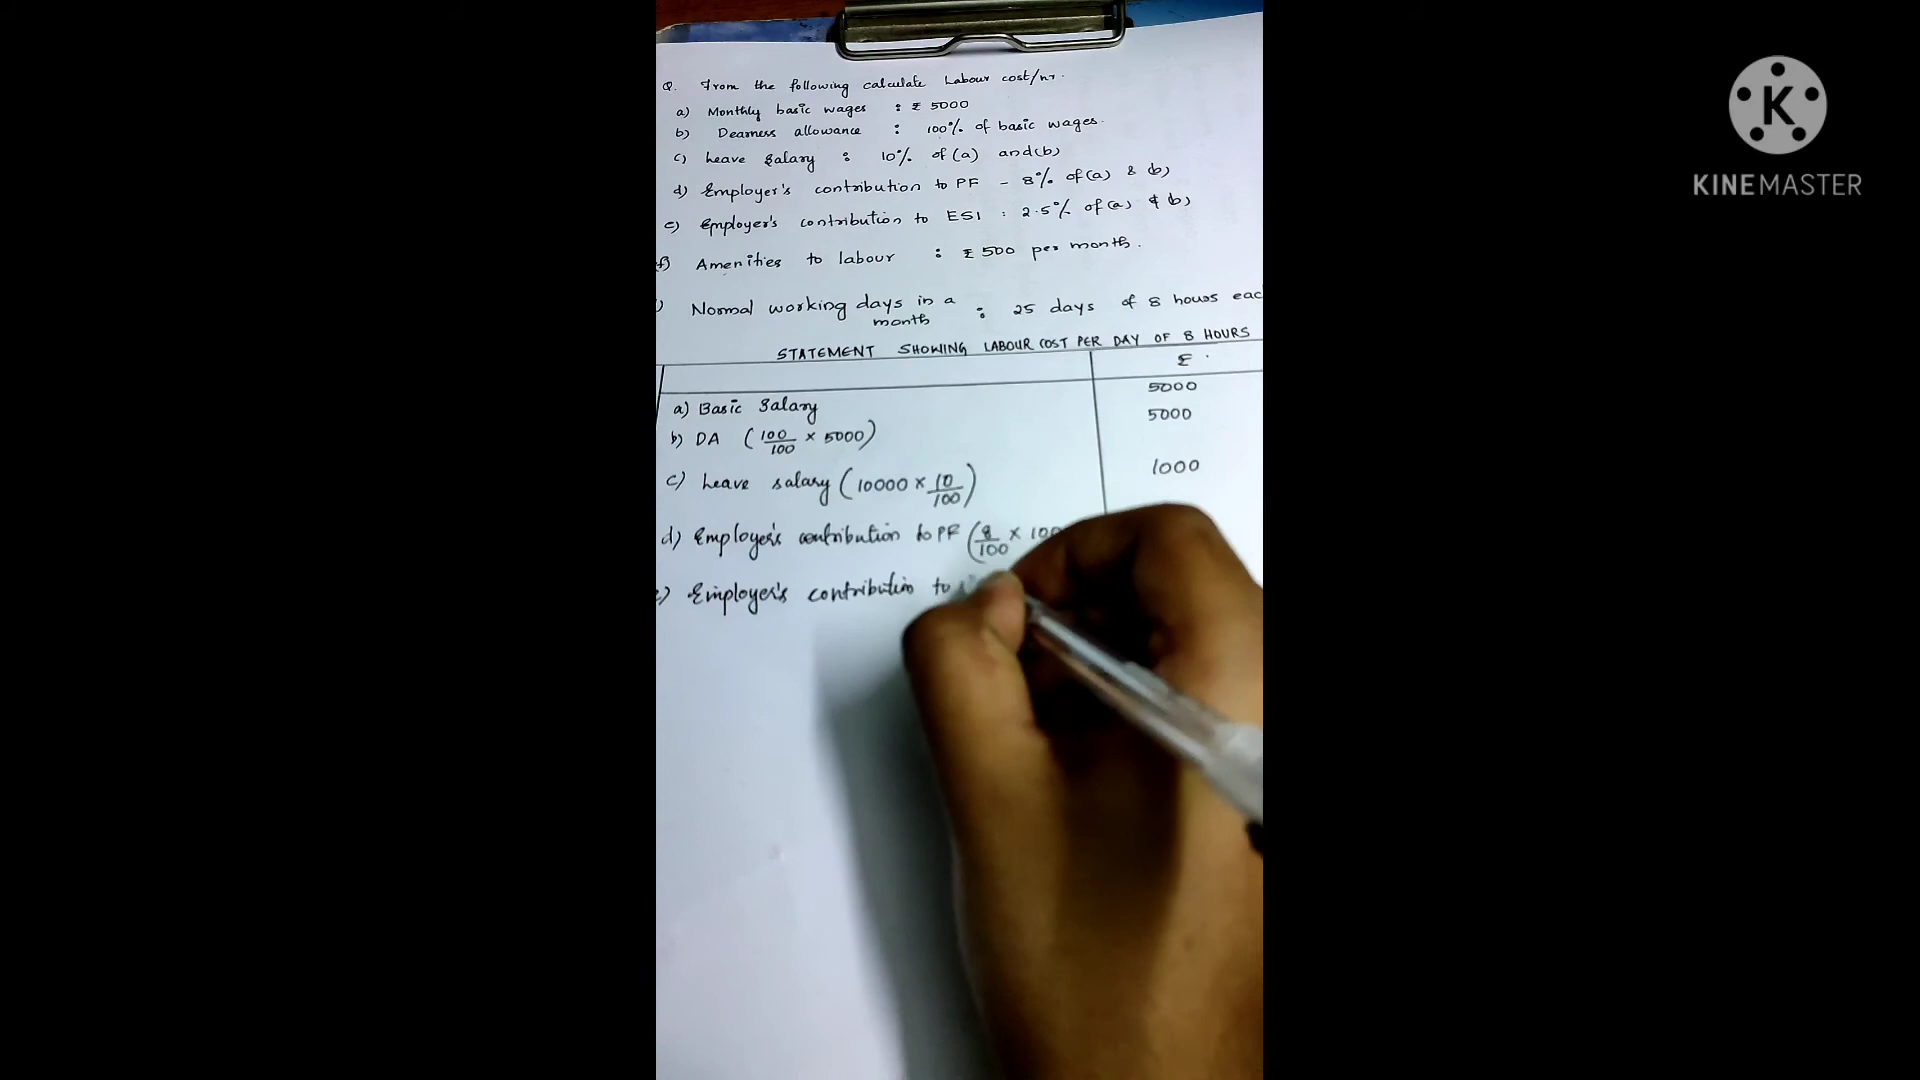 Q. From the following calculate Labour cost/hr.
a) Monthly basic wages : ₹ 5000
b) Dearness allowance : 100% of basic wages.
c) Leave Salary : 10% of (a) and (b)
d) Employer's contribution to PF - 8% of (a) & (b)
e) Employer's contribution to ESI : 2.5% of (a) & b)
f) Amenities to labour : ₹ 500 per month.
) Normal working days in a month : 25 days of 8 hours eac
STATEMENT SHOWING LABOUR COST PER DAY OF 8 HOURS
₹
a) Basic Salary 5000
b) DA (100/100 × 5000) 5000
c) Leave salary (10000 × 10/100) 1000
d) Employer's contribution to PF (8/100 × 100
) Employer's contribution to
KINEMASTER